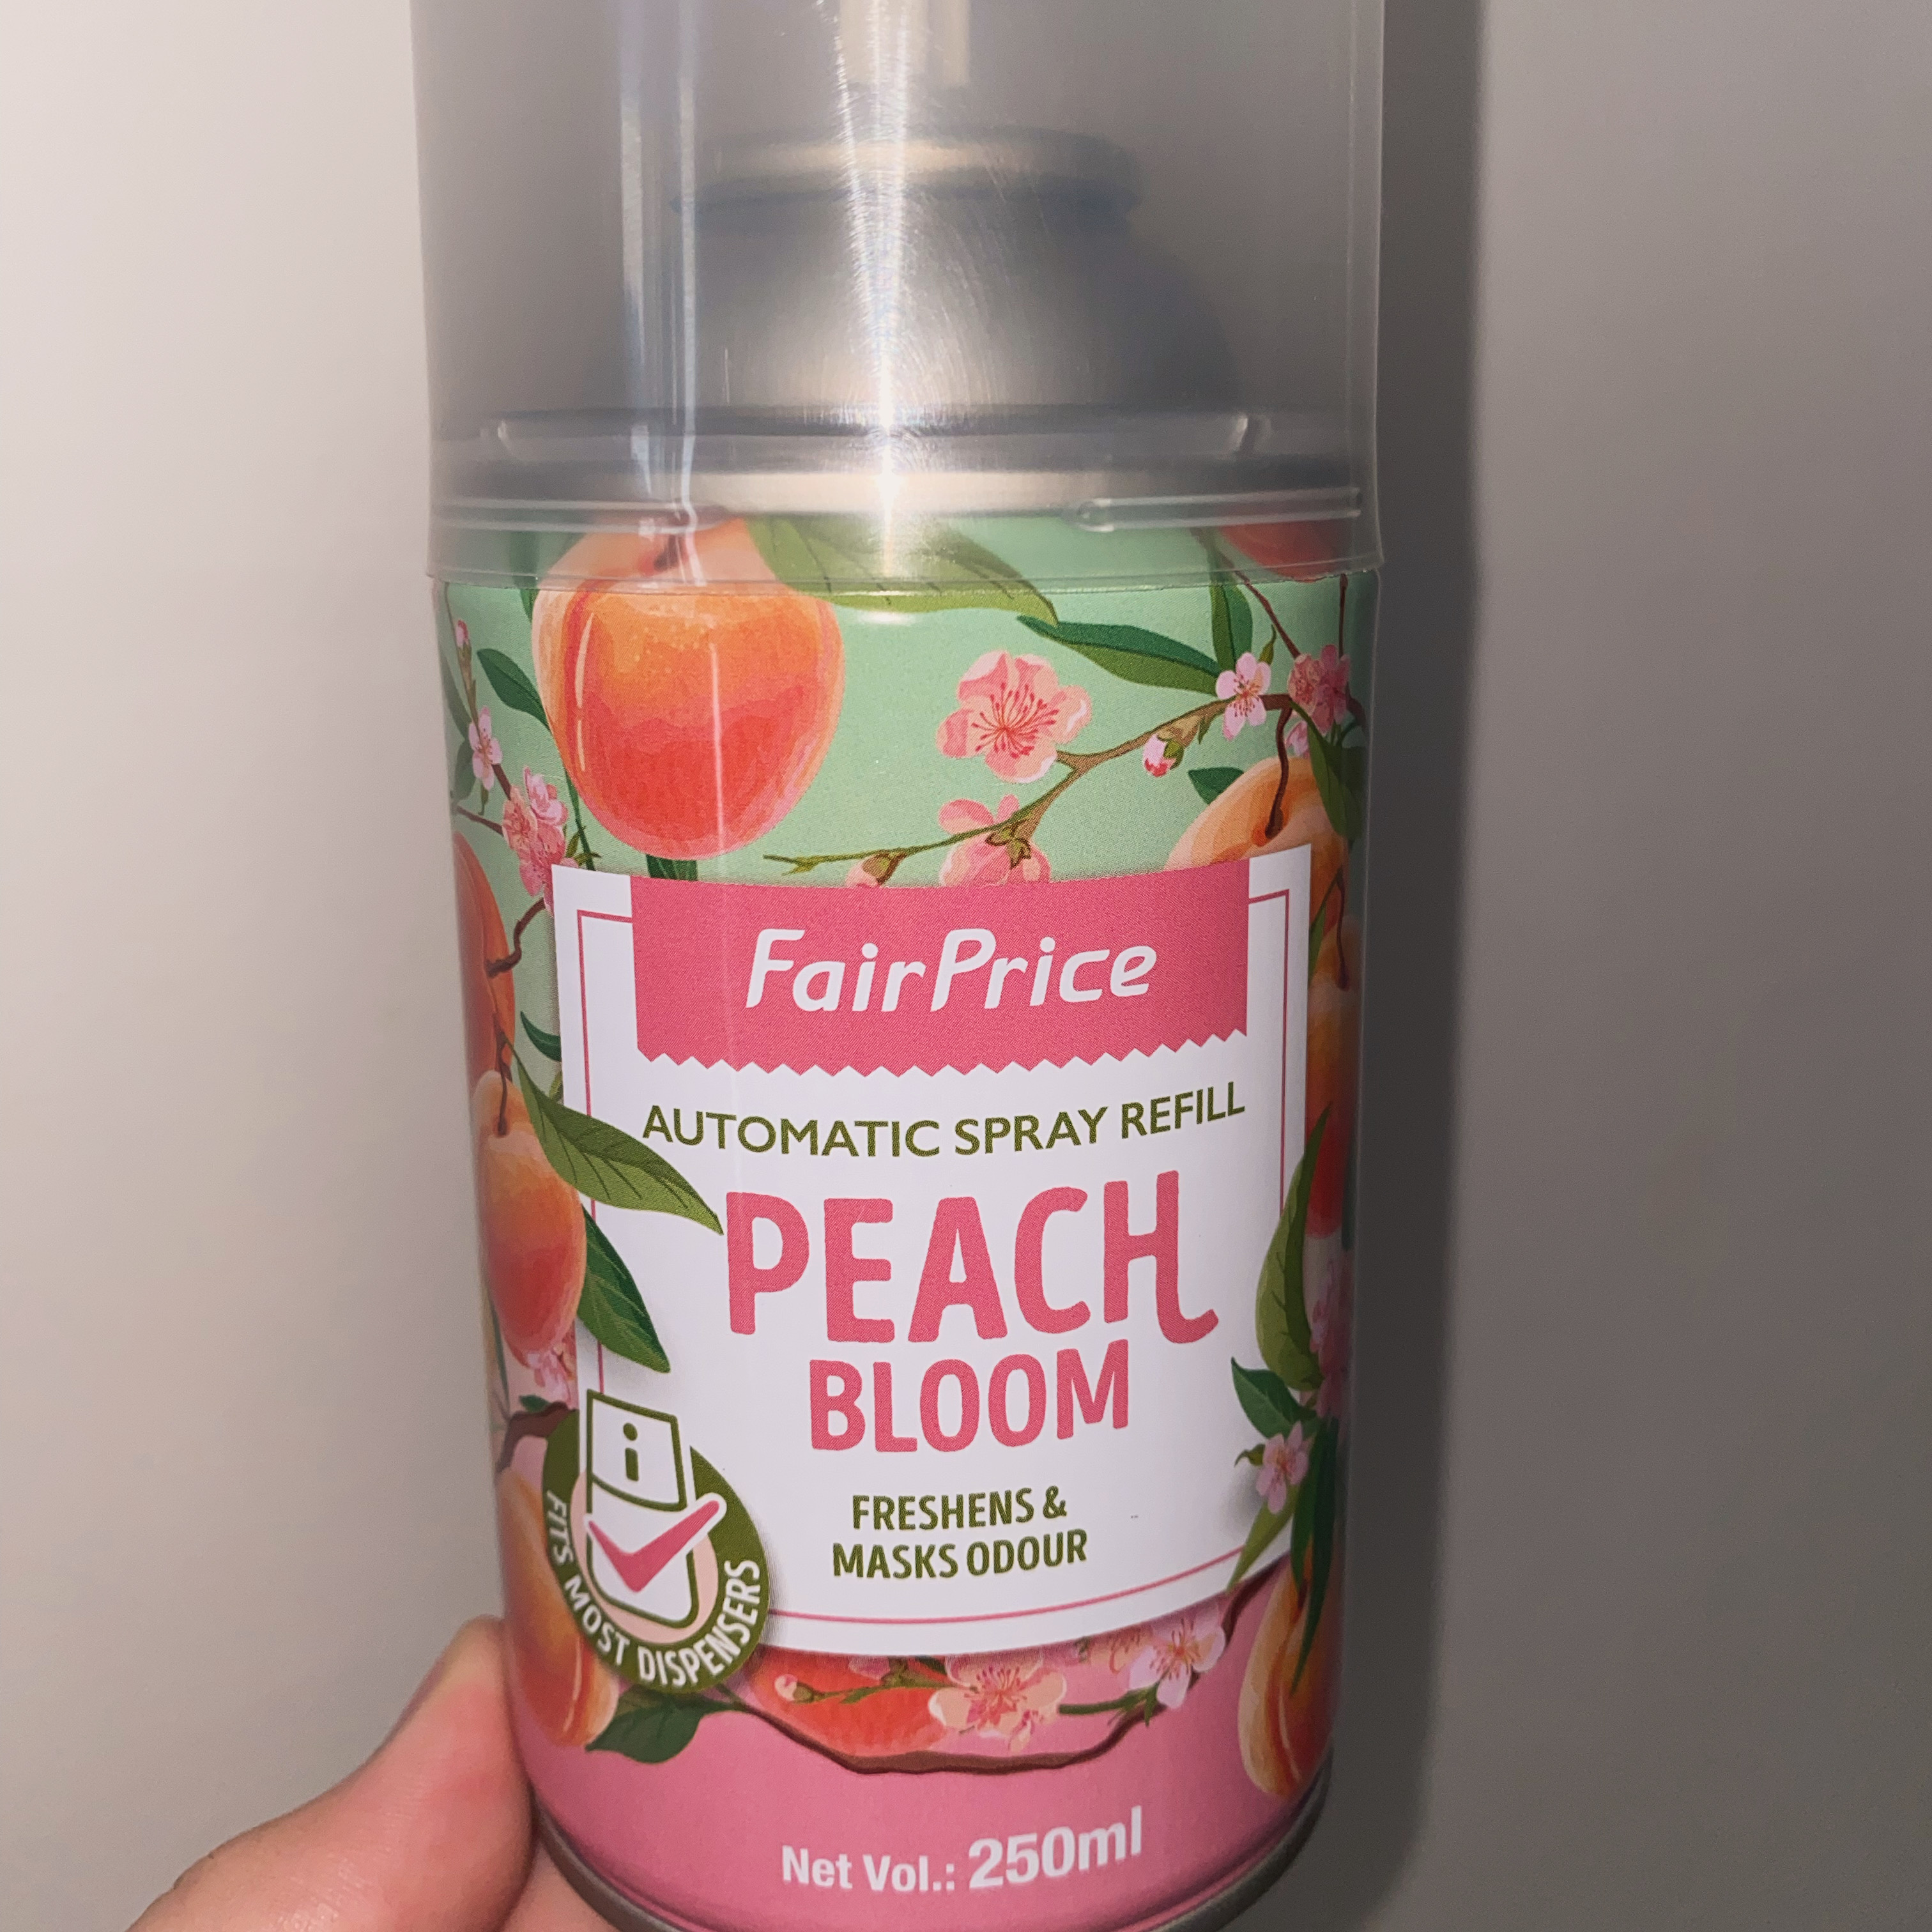 FairPrice
AUTOMATIC SPRAY REFILL
PEACH
BLOOM
FRESHENS &
MASKS ODOUR
i
FITS MOST DISPENSERS
Net Vol.: 250ml